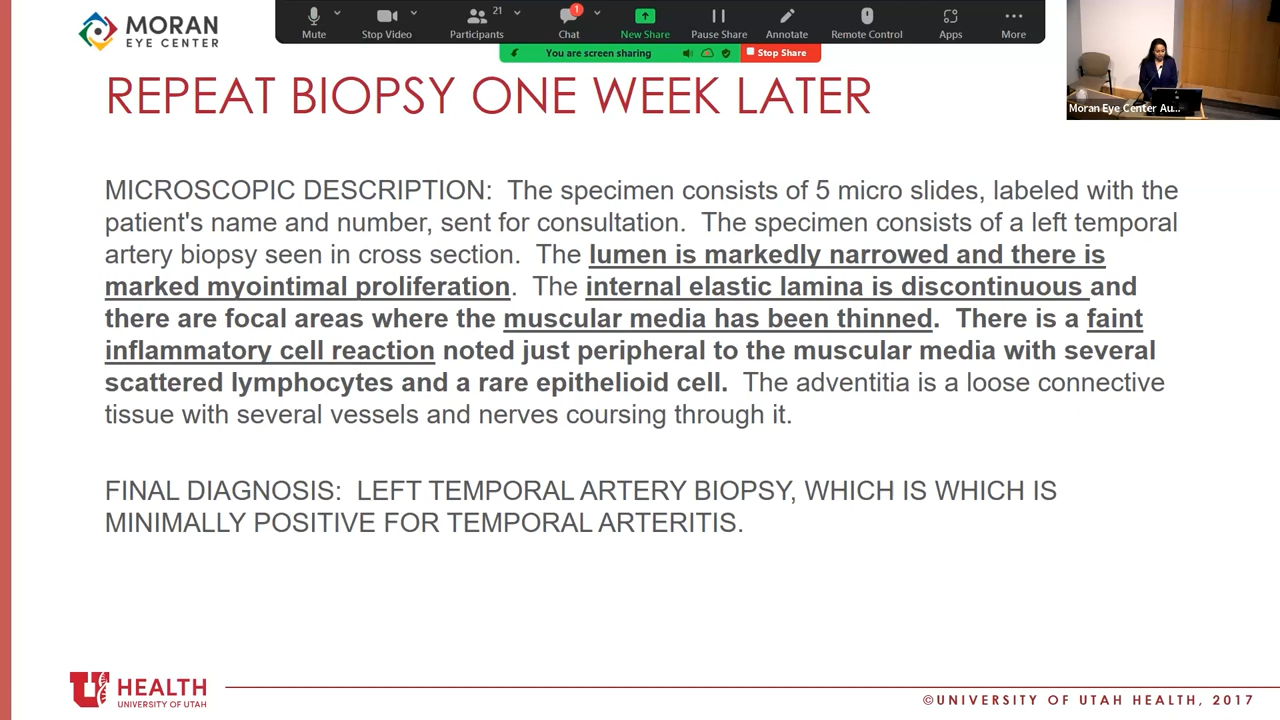 MORAN
EYE CENTER
Mute
Stop Video
21
Participants
1
Chat
New Share
Pause Share
Annotate
Remote Control
Apps
More
You are screen sharing
Stop Share
Moran Eye Center Au...
REPEAT BIOPSY ONE WEEK LATER
MICROSCOPIC DESCRIPTION: The specimen consists of 5 micro slides, labeled with the
patient's name and number, sent for consultation. The specimen consists of a left temporal
artery biopsy seen in cross section. The lumen is markedly narrowed and there is
marked myointimal proliferation. The internal elastic lamina is discontinuous and
there are focal areas where the muscular media has been thinned. There is a faint
inflammatory cell reaction noted just peripheral to the muscular media with several
scattered lymphocytes and a rare epithelioid cell. The adventitia is a loose connective
tissue with several vessels and nerves coursing through it.
FINAL DIAGNOSIS: LEFT TEMPORAL ARTERY BIOPSY, WHICH IS WHICH IS
MINIMALLY POSITIVE FOR TEMPORAL ARTERITIS.
U HEALTH
UNIVERSITY OF UTAH
©UNIVERSITY OF UTAH HEALTH, 2017